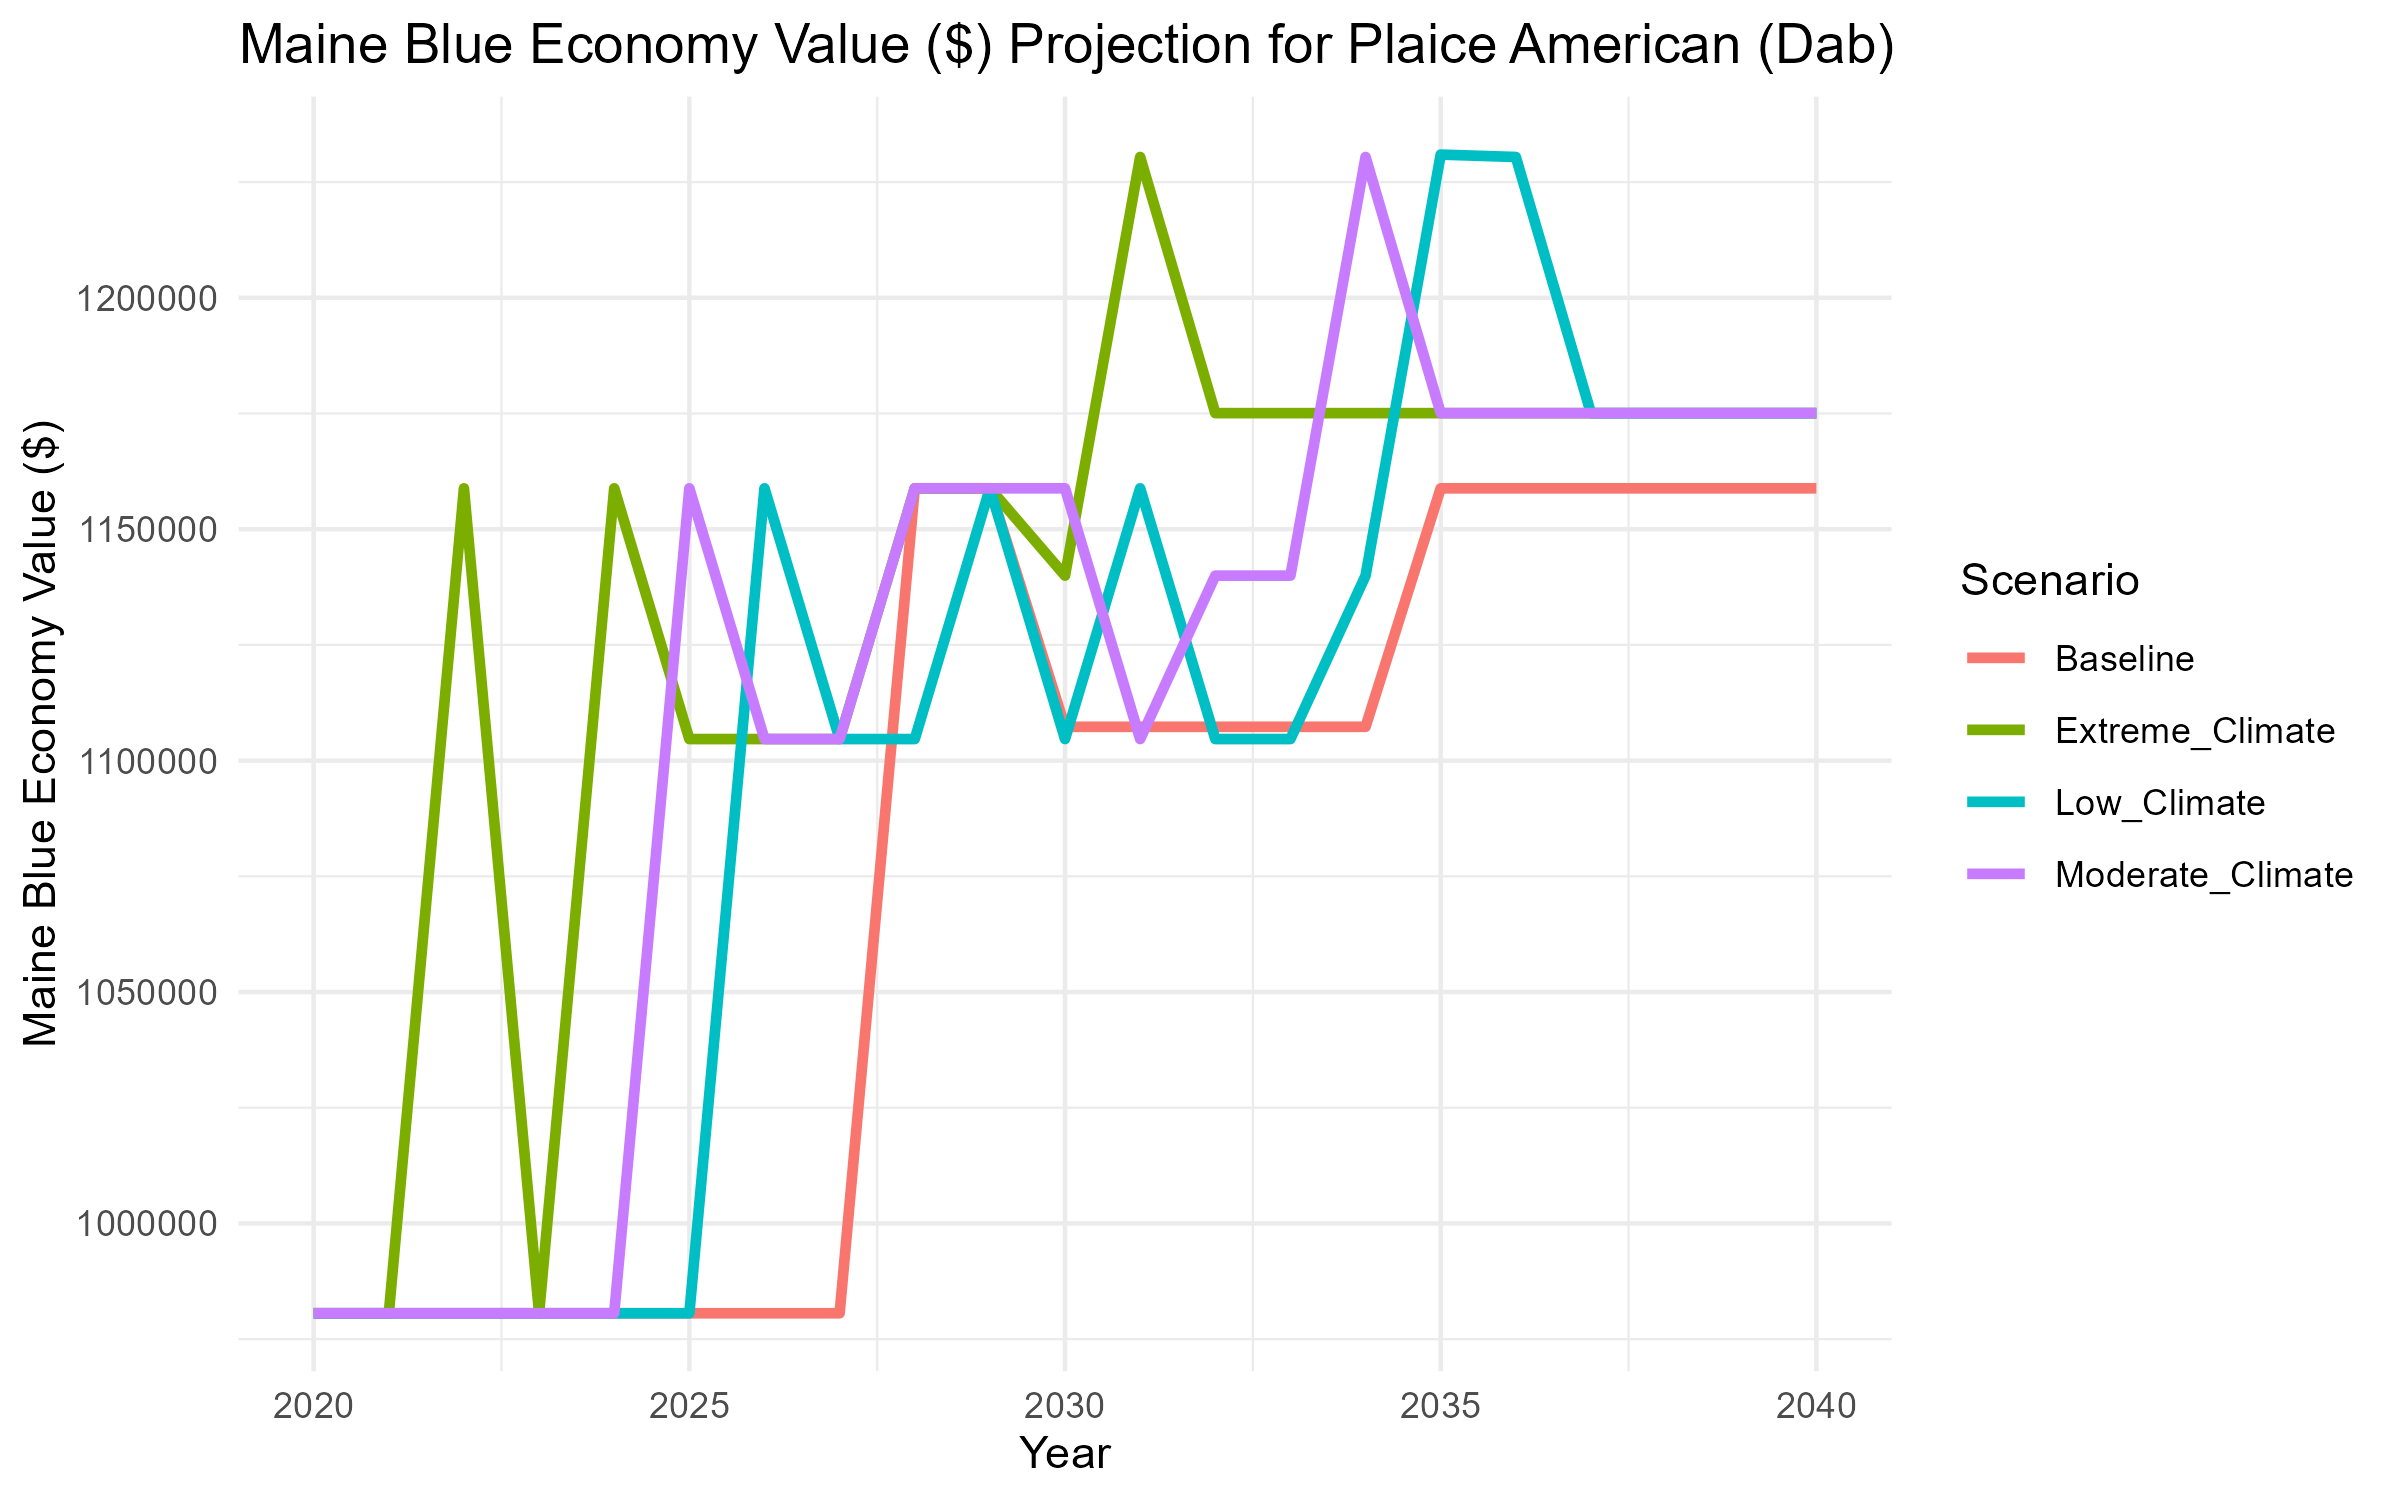 Maine Blue Economy Value ($) Projection for Plaice American (Dab)
Maine Blue Economy Value ($)
1200000
1150000
1100000
1050000
1000000
2020 2025 2030 2035 2040
Year
Scenario
Baseline
Extreme_Climate
Low_Climate
Moderate_Climate